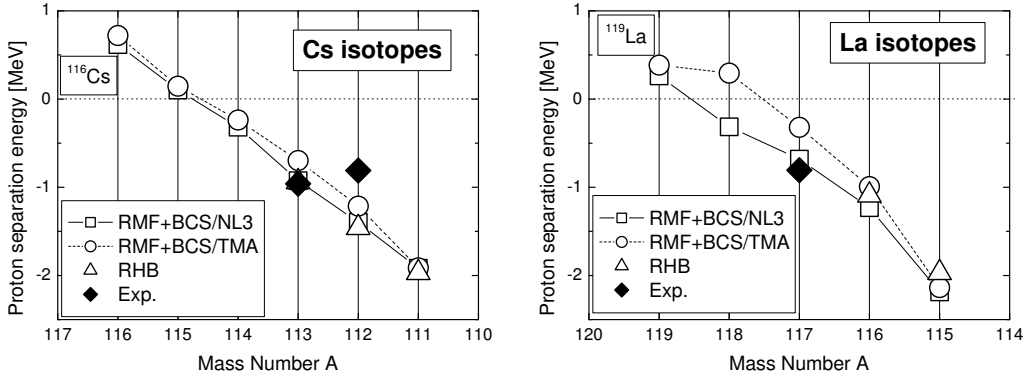 Cs isotopes
¹¹⁶Cs
Proton separation energy [MeV]
1
0
-1
-2
RMF+BCS/NL3
RMF+BCS/TMA
RHB
Exp.
117 116 115 114 113 112 111 110
Mass Number A
La isotopes
¹¹⁹La
Proton separation energy [MeV]
1
0
-1
-2
RMF+BCS/NL3
RMF+BCS/TMA
RHB
Exp.
120 119 118 117 116 115 114
Mass Number A